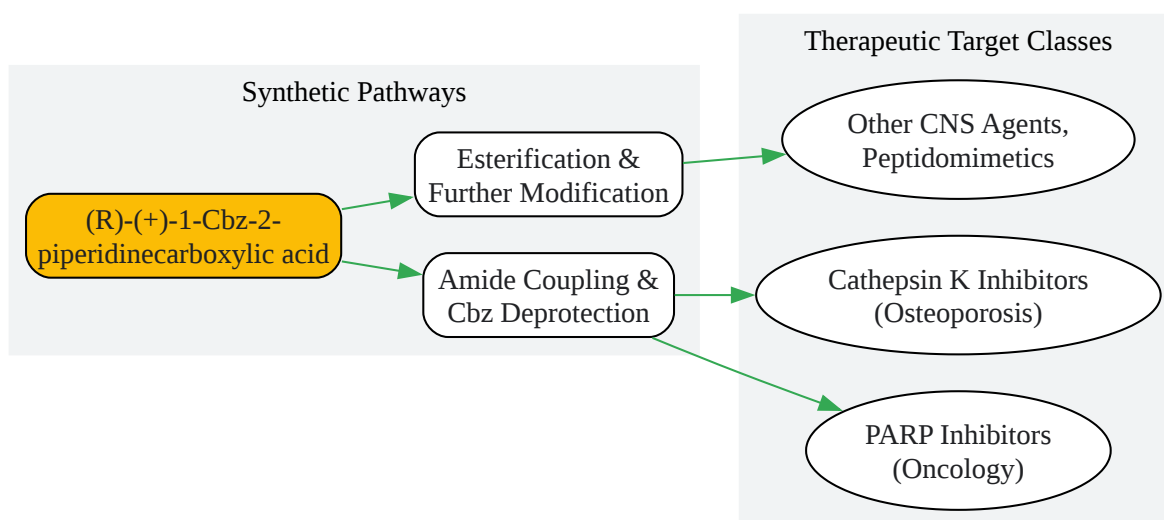 Synthetic Pathways
(R)-(+)-1-Cbz-2-
piperidinecarboxylic acid
Esterification &
Further Modification
Amide Coupling &
Cbz Deprotection
Therapeutic Target Classes
Other CNS Agents,
Peptidomimetics
Cathepsin K Inhibitors
(Osteoporosis)
PARP Inhibitors
(Oncology)